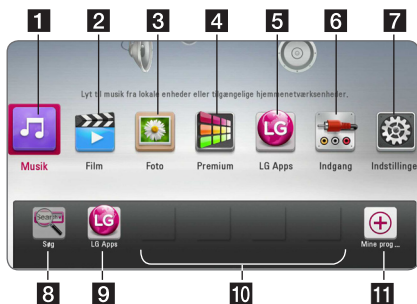 1 2 3 4 5 6 7
Lyt til musik fra lokale enheder eller tilgængelige hjemmenetværksenheder.
LG
Musik Film Foto Premium LG Apps Indgang Indstillinge
Search LG
Søg LG Apps Mine prog...
8 9 10 11